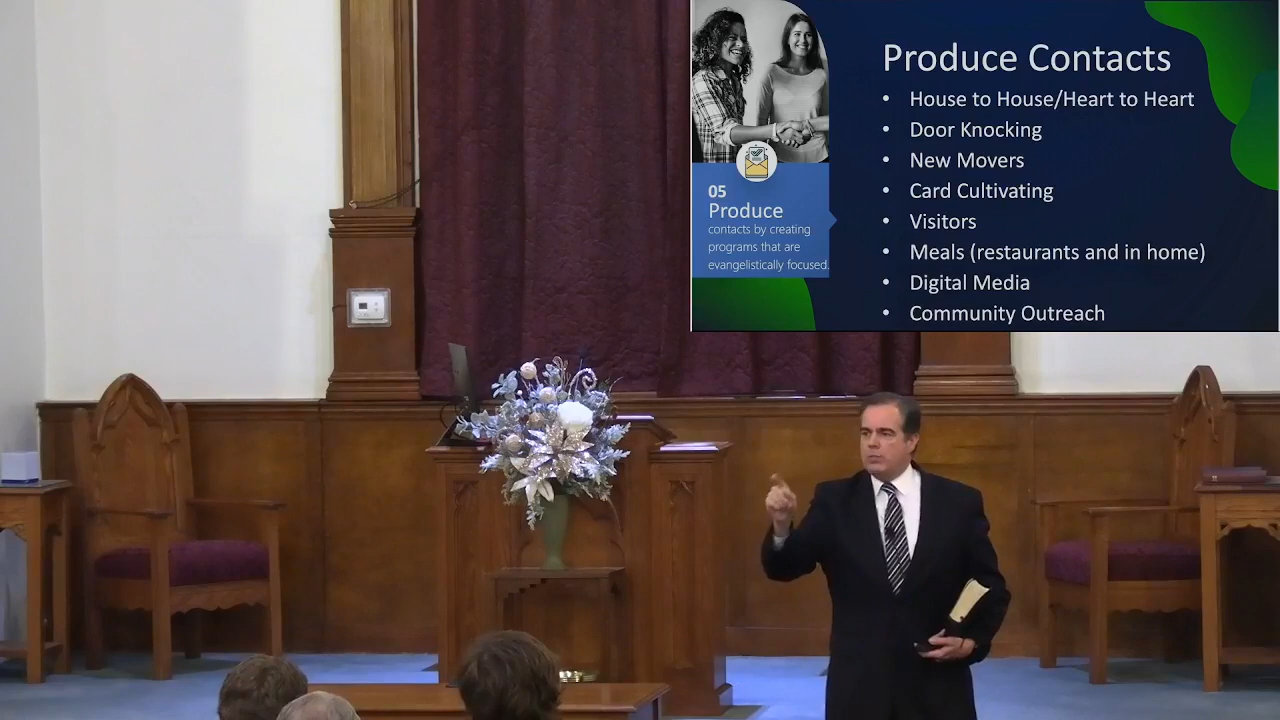 Produce Contacts
• House to House/Heart to Heart
• Door Knocking
• New Movers
• Card Cultivating
• Visitors
• Meals (restaurants and in home)
• Digital Media
• Community Outreach
05
Produce
contacts by creating
programs that are
evangelistically focused.